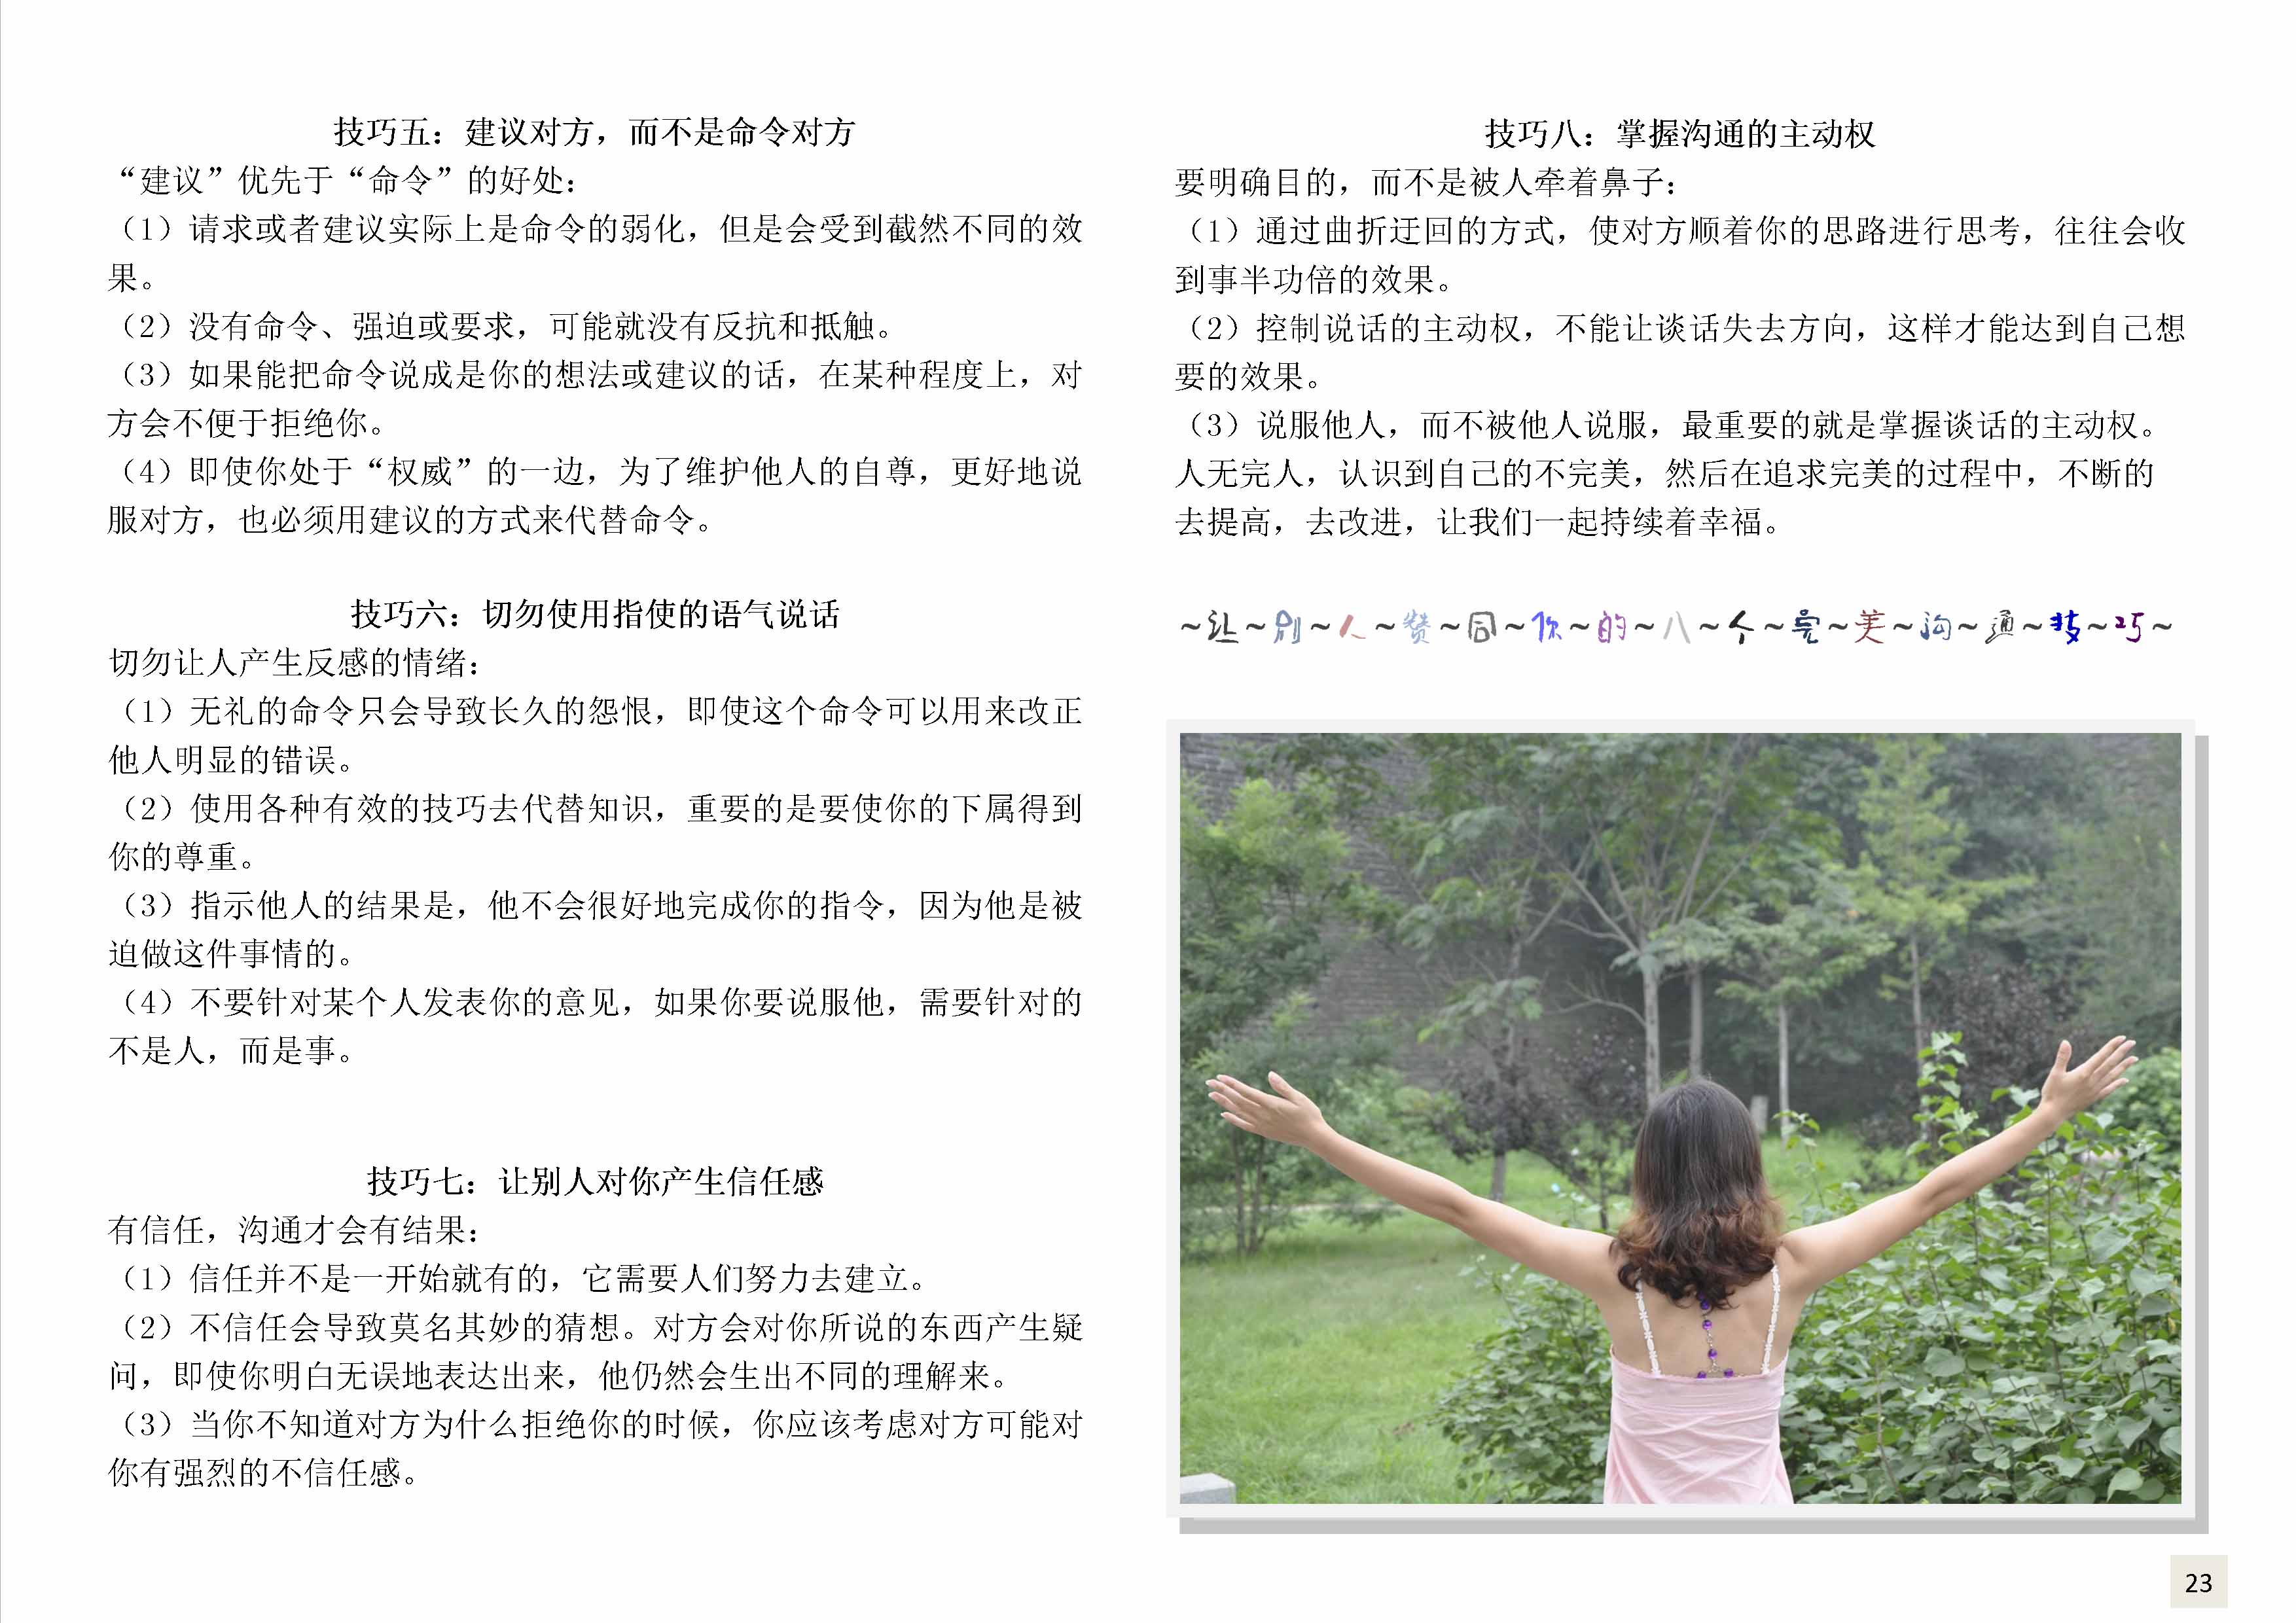 技巧五：建议对方，而不是命令对方
“建议”优先于“命令”的好处：
（1）请求或者建议实际上是命令的弱化，但是会受到截然不同的效
果。
（2）没有命令、强迫或要求，可能就没有反抗和抵触。
（3）如果能把命令说成是你的想法或建议的话，在某种程度上，对
方会不便于拒绝你。
（4）即使你处于“权威”的一边，为了维护他人的自尊，更好地说
服对方，也必须用建议的方式来代替命令。
技巧六：切勿使用指使的语气说话
切勿让人产生反感的情绪：
（1）无礼的命令只会导致长久的怨恨，即使这个命令可以用来改正
他人明显的错误。
（2）使用各种有效的技巧去代替知识，重要的是要使你的下属得到
你的尊重。
（3）指示他人的结果是，他不会很好地完成你的指令，因为他是被
迫做这件事情的。
（4）不要针对某个人发表你的意见，如果你要说服他，需要针对的
不是人，而是事。
技巧七：让别人对你产生信任感
有信任，沟通才会有结果：
（1）信任并不是一开始就有的，它需要人们努力去建立。
（2）不信任会导致莫名其妙的猜想。对方会对你所说的东西产生疑
问，即使你明白无误地表达出来，他仍然会生出不同的理解来。
（3）当你不知道对方为什么拒绝你的时候，你应该考虑对方可能对
你有强烈的不信任感。
技巧八：掌握沟通的主动权
要明确目的，而不是被人牵着鼻子：
（1）通过曲折迂回的方式，使对方顺着你的思路进行思考，往往会收
到事半功倍的效果。
（2）控制说话的主动权，不能让谈话失去方向，这样才能达到自己想
要的效果。
（3）说服他人，而不被他人说服，最重要的就是掌握谈话的主动权。
人无完人，认识到自己的不完美，然后在追求完美的过程中，不断的
去提高，去改进，让我们一起持续着幸福。
~让~别~人~赞~同~你~的~八~个~完~美~沟~通~技~巧~
23